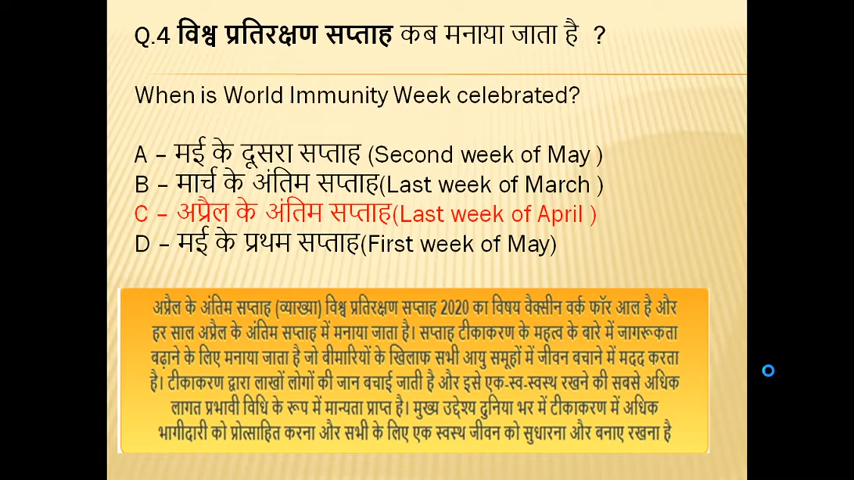 Q.4 विश्व प्रतिरक्षण सप्ताह कब मनाया जाता है ?
When is World Immunity Week celebrated?
A – मई के दूसरा सप्ताह (Second week of May )
B – मार्च के अंतिम सप्ताह(Last week of March )
C – अप्रैल के अंतिम सप्ताह(Last week of April )
D – मई के प्रथम सप्ताह(First week of May)
अप्रैल के अंतिम सप्ताह (व्याख्या) विश्व प्रतिरक्षण सप्ताह 2020 का विषय वैक्सीन वर्क फॉर आल है और
हर साल अप्रैल के अंतिम सप्ताह में मनाया जाता है। सप्ताह टीकाकरण के महत्व के बारे में जागरूकता
बढ़ाने के लिए मनाया जाता है जो बीमारियों के खिलाफ सभी आयु समूहों में जीवन बचाने में मदद करता
है। टीकाकरण द्वारा लाखों लोगों की जान बचाई जाती है और इसे एक-स्व-स्वस्थ रखने की सबसे अधिक
लागत प्रभावी विधि के रूप में मान्यता प्राप्त है। मुख्य उद्देश्य दुनिया भर में टीकाकरण में अधिक
भागीदारी को प्रोत्साहित करना और सभी के लिए एक स्वस्थ जीवन को सुधारना और बनाए रखना है